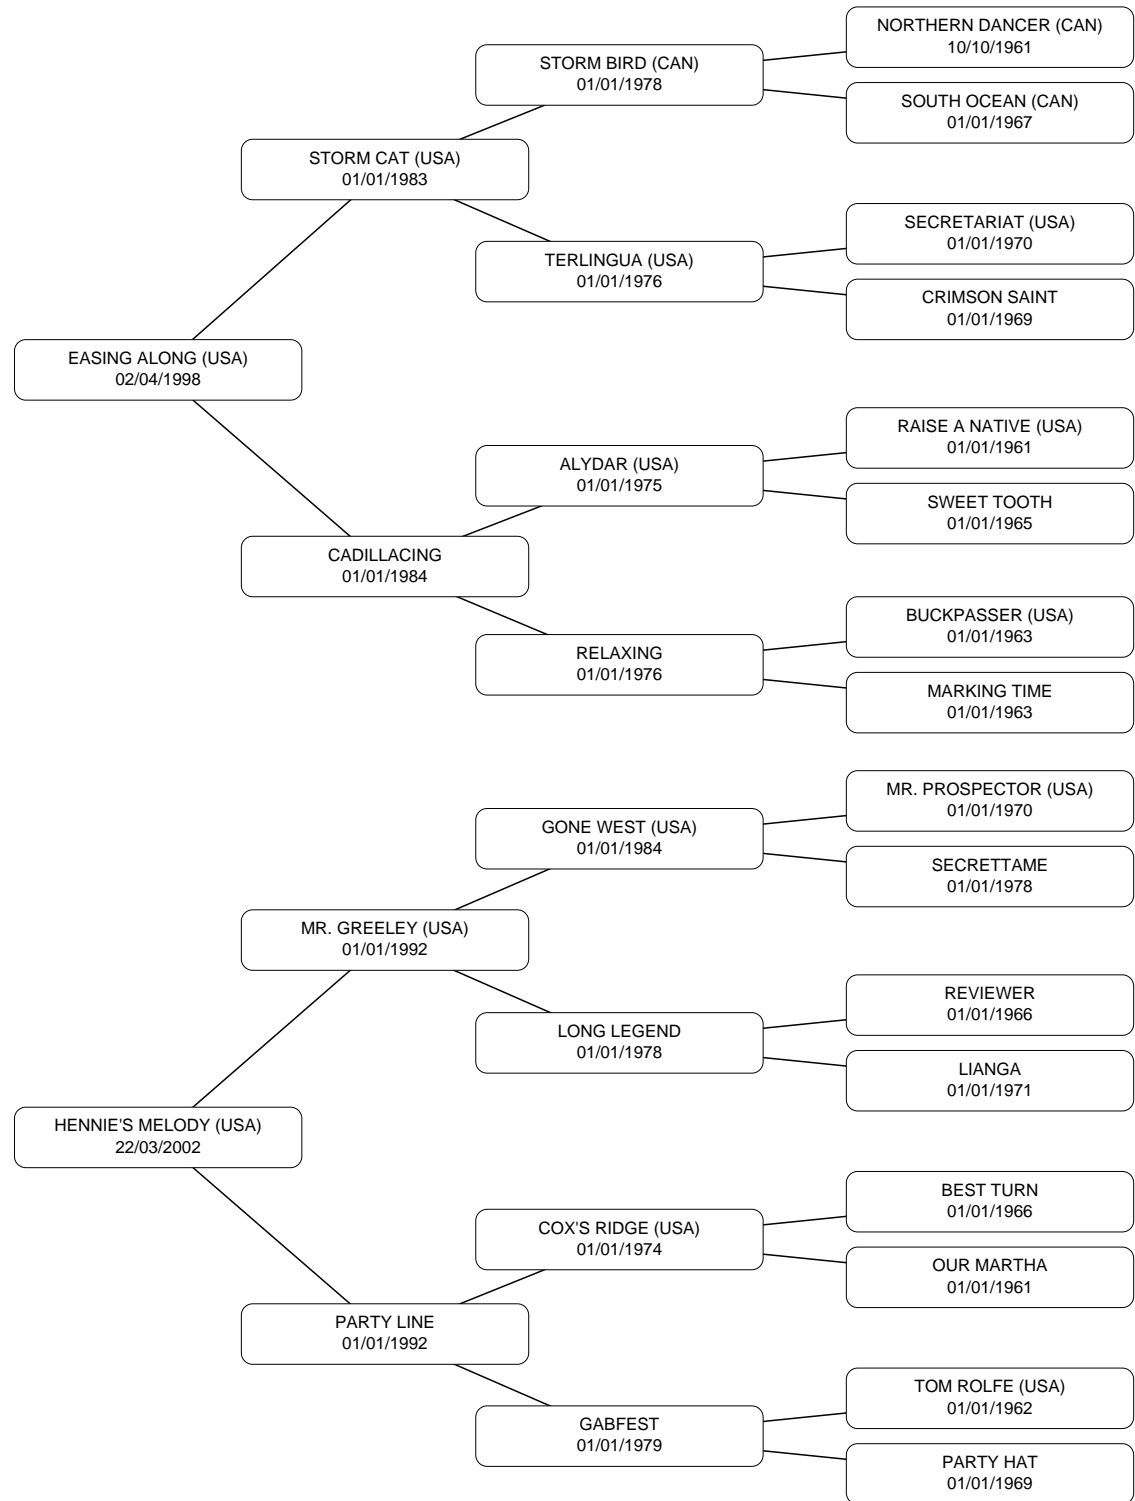 NORTHERN DANCER (CAN)
10/10/1961
STORM BIRD (CAN)
01/01/1978
SOUTH OCEAN (CAN)
01/01/1967
STORM CAT (USA)
01/01/1983
SECRETARIAT (USA)
01/01/1970
TERLINGUA (USA)
01/01/1976
CRIMSON SAINT
01/01/1969
EASING ALONG (USA)
02/04/1998
RAISE A NATIVE (USA)
01/01/1961
ALYDAR (USA)
01/01/1975
SWEET TOOTH
01/01/1965
CADILLACING
01/01/1984
BUCKPASSER (USA)
01/01/1963
RELAXING
01/01/1976
MARKING TIME
01/01/1963
MR. PROSPECTOR (USA)
01/01/1970
GONE WEST (USA)
01/01/1984
SECRETTAME
01/01/1978
MR. GREELEY (USA)
01/01/1992
REVIEWER
01/01/1966
LONG LEGEND
01/01/1978
LIANGA
01/01/1971
HENNIE'S MELODY (USA)
22/03/2002
BEST TURN
01/01/1966
COX'S RIDGE (USA)
01/01/1974
OUR MARTHA
01/01/1961
PARTY LINE
01/01/1992
TOM ROLFE (USA)
01/01/1962
GABFEST
01/01/1979
PARTY HAT
01/01/1969